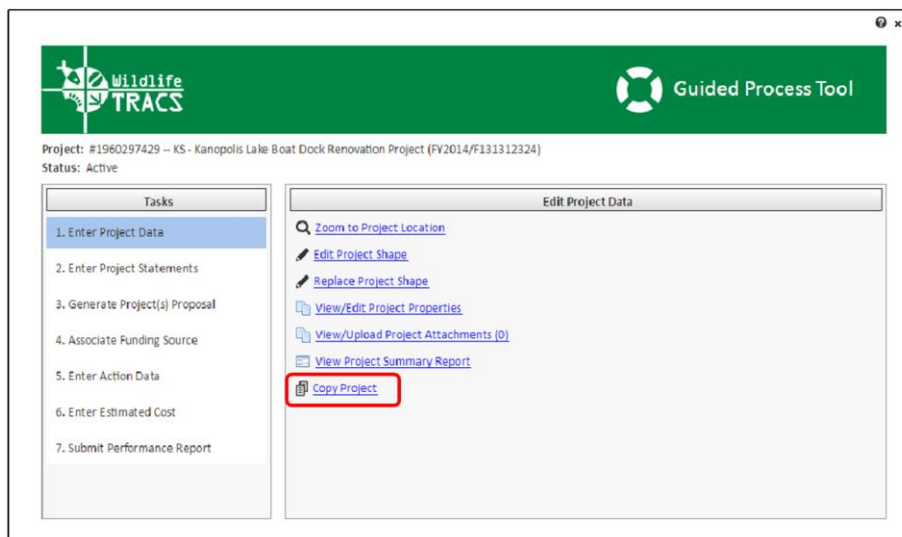 Wildlife
TRACS
Guided Process Tool
Project: #1960297429 -- KS - Kanopolis Lake Boat Dock Renovation Project (FY2014/F131312324)
Status: Active
Tasks
1. Enter Project Data
2. Enter Project Statements
3. Generate Project(s) Proposal
4. Associate Funding Source
5. Enter Action Data
6. Enter Estimated Cost
7. Submit Performance Report
Edit Project Data
Zoom to Project Location
Edit Project Shape
Replace Project Shape
View/Edit Project Properties
View/Upload Project Attachments (0)
View Project Summary Report
Copy Project